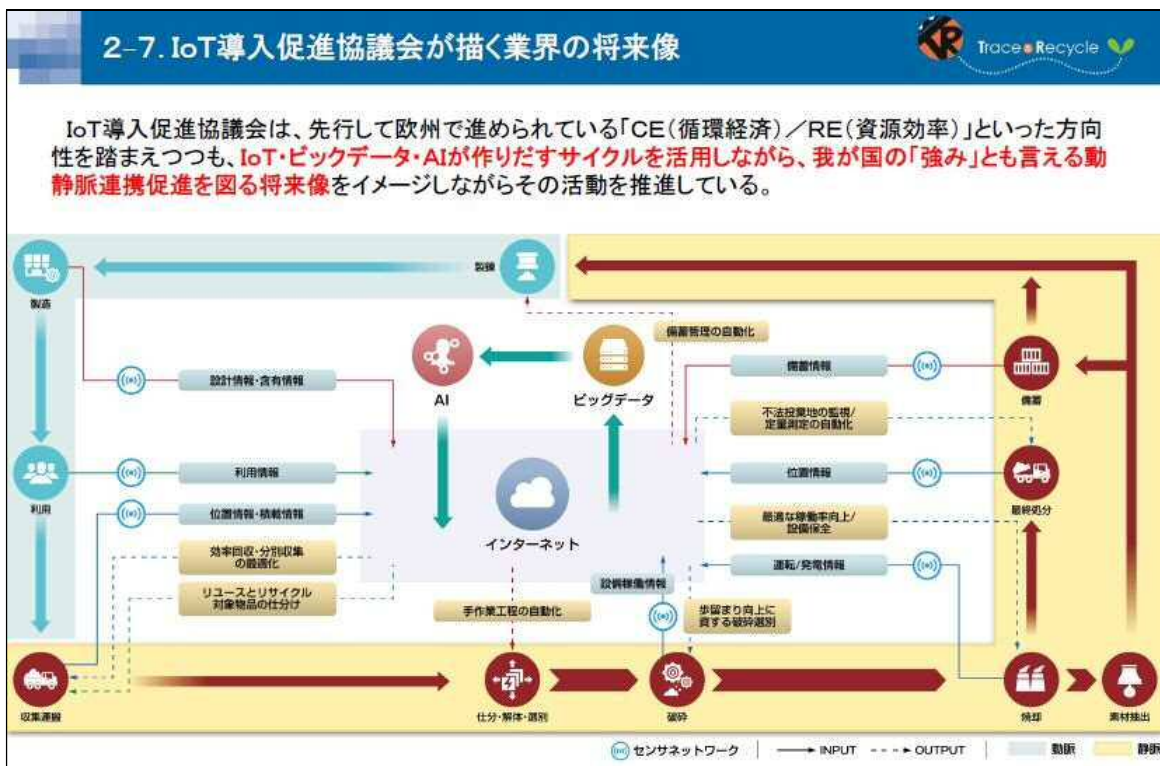 2-7.IoT導入促進協議会が描く業界の将来像
TR
Trace & Recycle
IoT導入促進協議会は、先行して欧州で進められている「CE(循環経済)/RE(資源効率)」といった方向
性を踏まえつつも、IoT・ビックデータ・AIが作りだすサイクルを活用しながら、我が国の「強み」とも言える動
静脈連携促進を図る将来像をイメージしながらその活動を推進している。
製造
製錬
備蓄管理の自動化
AI
ビッグデータ
設計情報・含有情報
備蓄情報
備蓄
不法投棄地の監視/
定量測定の自動化
利用
利用情報
位置情報
最終処分
位置情報・積載情報
インターネット
最適な稼働率向上/
設備保全
効率回収・分別収集
の最適化
設備稼働情報
運転/発電情報
リユースとリサイクル
対象物品の仕分け
手作業工程の自動化
歩留まり向上に
資する破砕選別
収集運搬
仕分・解体・選別
破砕
焼却
素材抽出
センサネットワーク
INPUT
OUTPUT
動脈
静脈